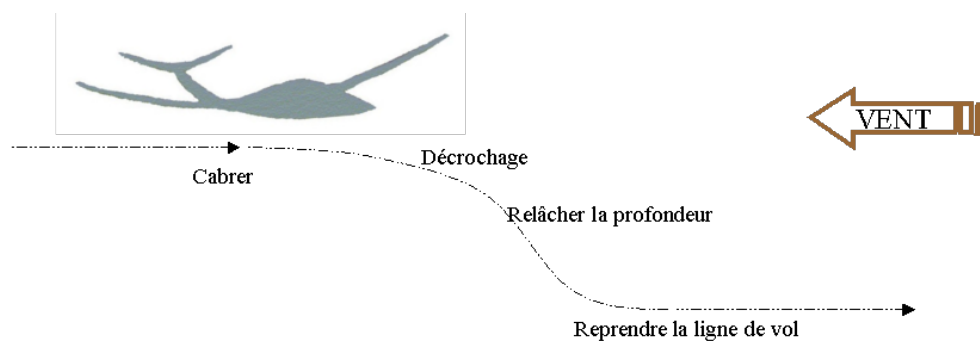 VENT
Décrochage
Cabrer
Relâcher la profondeur
Reprendre la ligne de vol